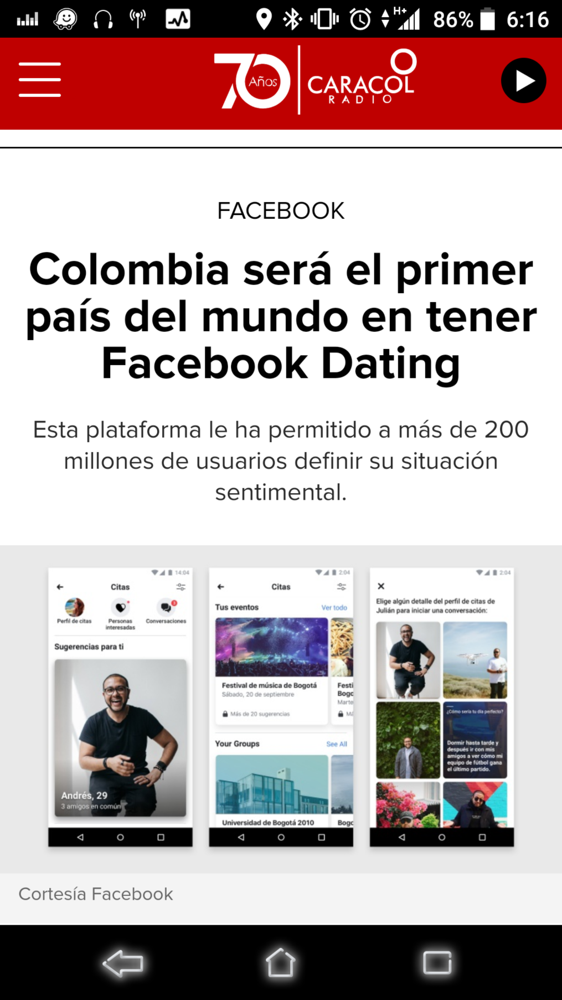 H+
86%
6:16
70
Años
CARACOL
RADIO
FACEBOOK
Colombia será el primer
país del mundo en tener
Facebook Dating
Esta plataforma le ha permitido a más de 200
millones de usuarios definir su situación
sentimental.
14:04
Citas
Perfil de citas
Personas
interesadas
Conversaciones
3
Sugerencias para ti
Andrés, 29
3 amigos en común
2:04
Citas
Tus eventos
Ver todo
Festival de música de Bogotá
Sábado, 20 de septiembre
Más de 20 sugerencias
Festi
Bogo
Marte
Má
Your Groups
See All
Universidad de Bogotá 2010
Bogo
2:04
Elige algún detalle del perfil de citas de
Julián para iniciar una conversación:
¿Cómo sería tu día perfecto?
Dormir hasta tarde y
después ir con mis
amigos a ver cómo mi
equipo de fútbol gana
el último partido.
Cortesía Facebook